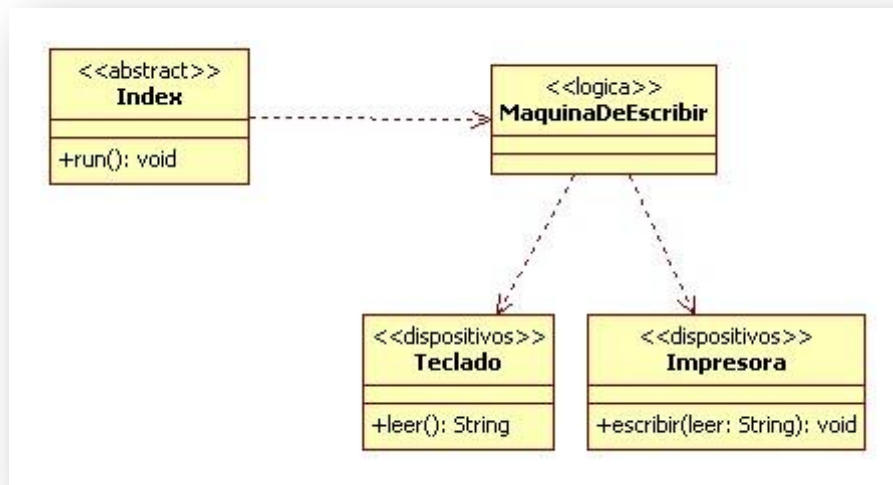 <<abstract>>
Index
+run(): void
<<logica>>
MaquinaDeEscribir
<<dispositivos>>
Teclado
+leer(): String
<<dispositivos>>
Impresora
+escribir(leer: String): void